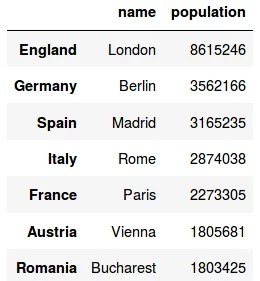 name population
England London 8615246
Germany Berlin 3562166
Spain Madrid 3165235
Italy Rome 2874038
France Paris 2273305
Austria Vienna 1805681
Romania Bucharest 1803425